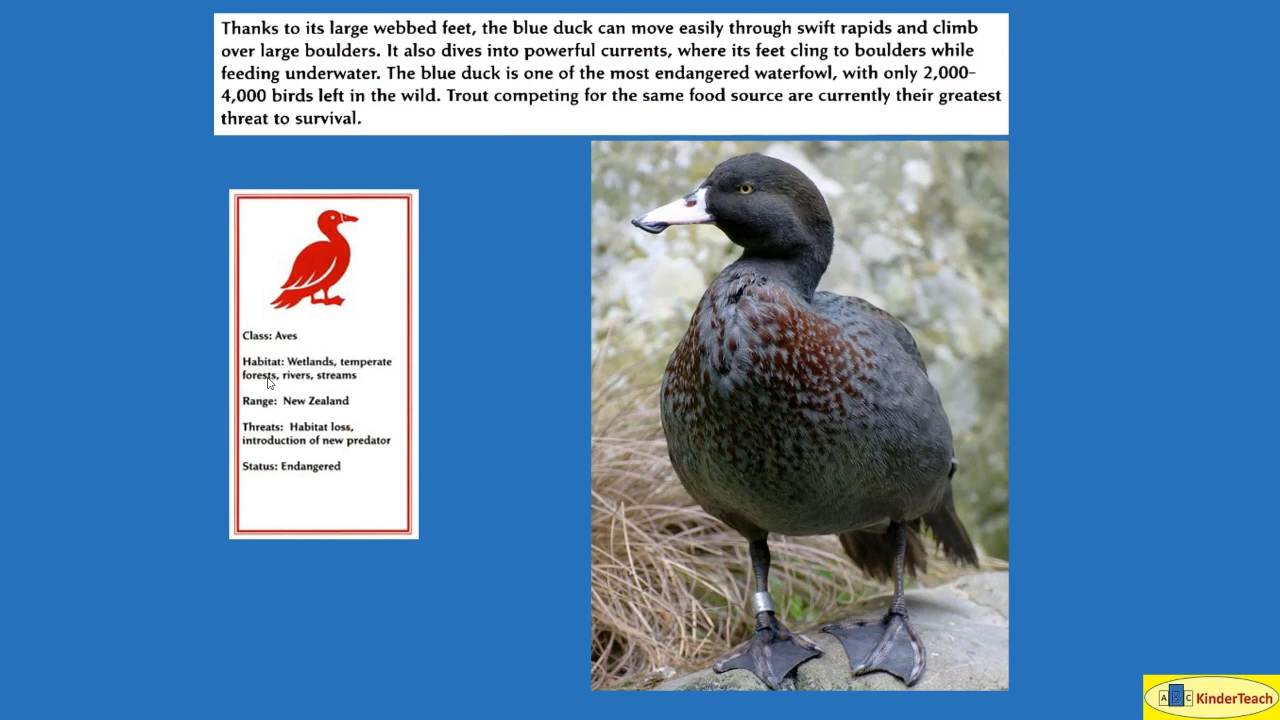 Thanks to its large webbed feet, the blue duck can move easily through swift rapids and climb
over large boulders. It also dives into powerful currents, where its feet cling to boulders while
feeding underwater. The blue duck is one of the most endangered waterfowl, with only 2,000–
4,000 birds left in the wild. Trout competing for the same food source are currently their greatest
threat to survival.
Class: Aves
Habitat: Wetlands, temperate
forests, rivers, streams
Range: New Zealand
Threats: Habitat loss,
introduction of new predator
Status: Endangered
A B C KinderTeach